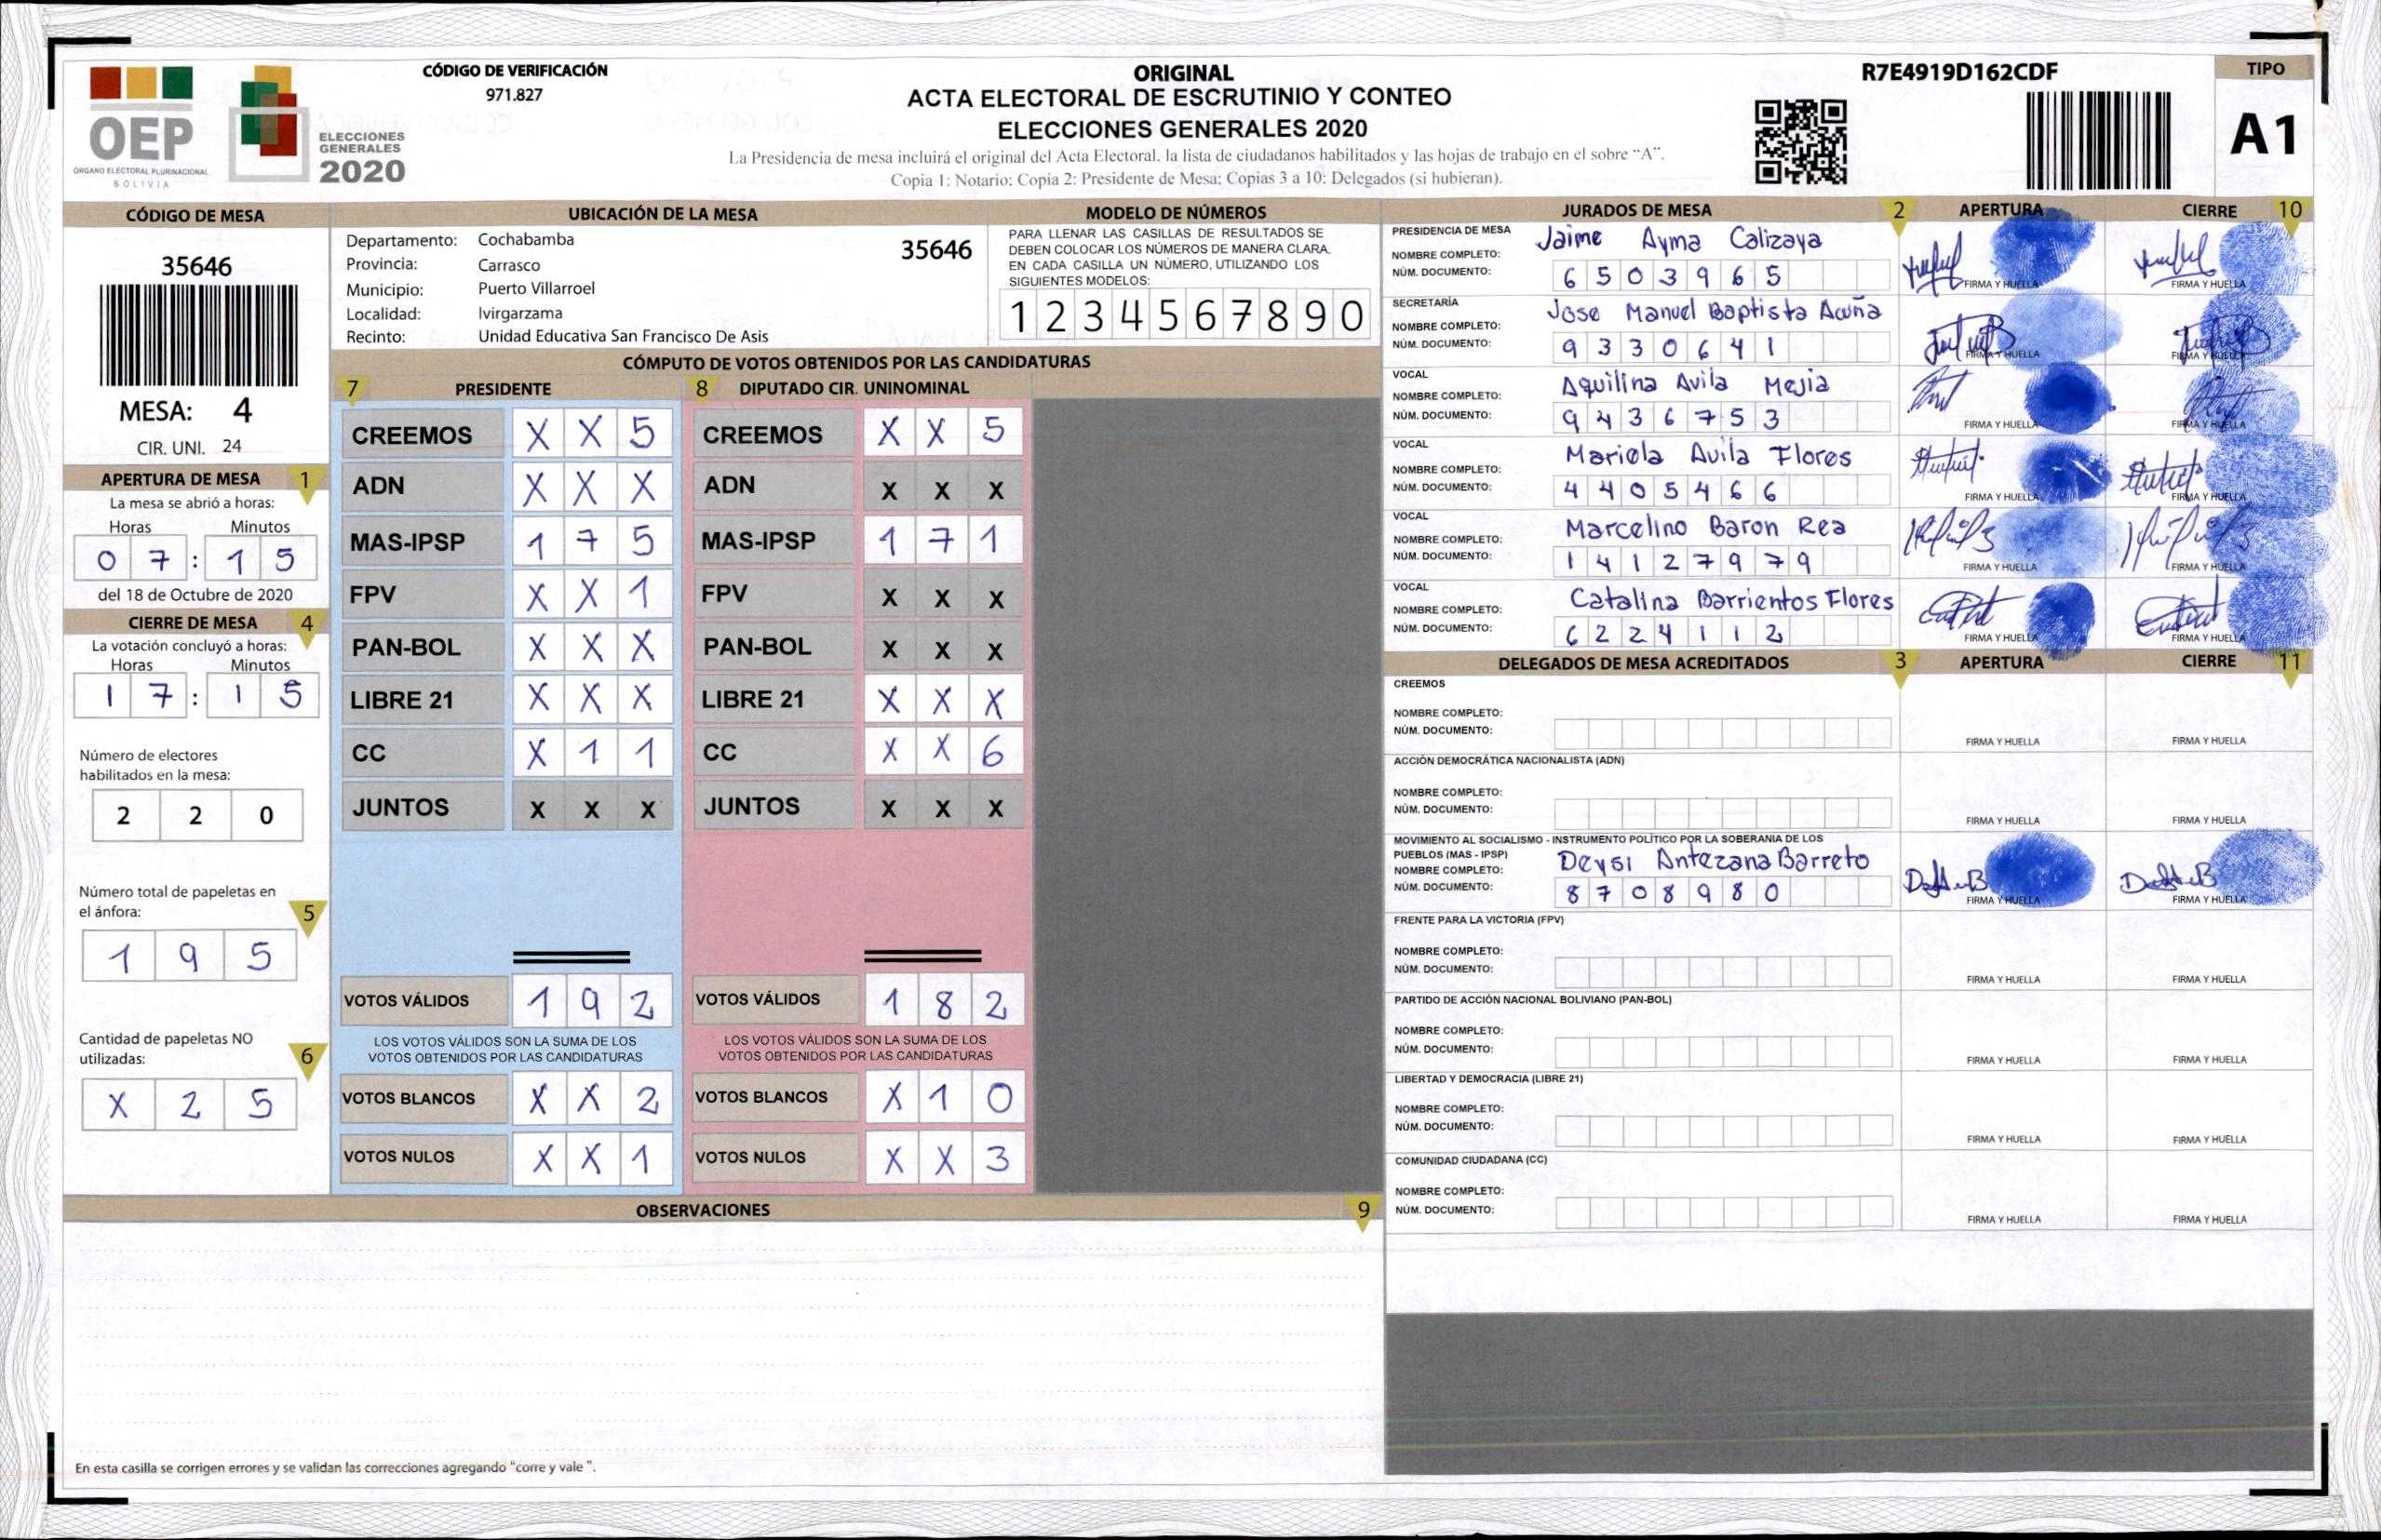 CÓDIGO DE VERIFICACIÓN
971.827
OEP
ÓRGANO ELECTORAL PLURINACIONAL
BOLIVIA
ELECCIONES
GENERALES
2020
ORIGINAL
ACTA ELECTORAL DE ESCRUTINIO Y CONTEO
ELECCIONES GENERALES 2020
La Presidencia de mesa incluirá el original del Acta Electoral, la lista de ciudadanos habilitados y las hojas de trabajo en el sobre “A”.
Copia 1: Notario: Copia 2: Presidente de Mesa: Copias 3 a 10: Delegados (si hubieran).
R7E4919D162CDF
TIPO
A1
CÓDIGO DE MESA
35646
MESA: 4
CIR. UNI. 24
APERTURA DE MESA 1
La mesa se abrió a horas:
Horas Minutos
0 7 : 1 5
del 18 de Octubre de 2020
CIERRE DE MESA 4
La votación concluyó a horas:
Horas Minutos
1 7 : 1 5
Número de electores
habilitados en la mesa:
2 2 0
Número total de papeletas en
el ánfora: 5
1 9 5
Cantidad de papeletas NO
utilizadas: 6
X 2 5
UBICACIÓN DE LA MESA
Departamento: Cochabamba
35646
Provincia: Carrasco
Municipio: Puerto Villarroel
Localidad: Ivirgarzama
Recinto: Unidad Educativa San Francisco De Asis
MODELO DE NÚMEROS
PARA LLENAR LAS CASILLAS DE RESULTADOS SE
DEBEN COLOCAR LOS NÚMEROS DE MANERA CLARA.
EN CADA CASILLA UN NÚMERO, UTILIZANDO LOS
SIGUIENTES MODELOS:
1 2 3 4 5 6 7 8 9 0
CÓMPUTO DE VOTOS OBTENIDOS POR LAS CANDIDATURAS
7 PRESIDENTE
CREEMOS X X 5
ADN X X X
MAS-IPSP 1 7 5
FPV X X 1
PAN-BOL X X X
LIBRE 21 X X X
CC X 1 1
JUNTOS X X X
VOTOS VÁLIDOS 1 9 2
LOS VOTOS VÁLIDOS SON LA SUMA DE LOS
VOTOS OBTENIDOS POR LAS CANDIDATURAS
VOTOS BLANCOS X X 2
VOTOS NULOS X X 1
8 DIPUTADO CIR. UNINOMINAL
CREEMOS X X 5
ADN X X X
MAS-IPSP 1 7 1
FPV X X X
PAN-BOL X X X
LIBRE 21 X X X
CC X X 6
JUNTOS X X X
VOTOS VÁLIDOS 1 8 2
LOS VOTOS VÁLIDOS SON LA SUMA DE LOS
VOTOS OBTENIDOS POR LAS CANDIDATURAS
VOTOS BLANCOS X 1 0
VOTOS NULOS X X 3
OBSERVACIONES 9
En esta casilla se corrigen errores y se validan las correcciones agregando "corre y vale ".
JURADOS DE MESA 2 APERTURA CIERRE 10
PRESIDENCIA DE MESA
NOMBRE COMPLETO: Jaime Ayma Calizaya
NÚM. DOCUMENTO: 6 5 0 3 9 6 5
FIRMA Y HUELLA FIRMA Y HUELLA
SECRETARÍA
NOMBRE COMPLETO: Jose Manuel Baptista Acuña
NÚM. DOCUMENTO: 9 3 3 0 6 4 1
FIRMA Y HUELLA FIRMA Y HUELLA
VOCAL
NOMBRE COMPLETO: Aquilina Avila Mejia
NÚM. DOCUMENTO: 9 4 3 6 7 5 3
FIRMA Y HUELLA FIRMA Y HUELLA
VOCAL
NOMBRE COMPLETO: Mariela Avila Flores
NÚM. DOCUMENTO: 4 4 0 5 4 6 6
FIRMA Y HUELLA FIRMA Y HUELLA
VOCAL
NOMBRE COMPLETO: Marcelino Baron Rea
NÚM. DOCUMENTO: 1 4 1 2 7 9 7 9
FIRMA Y HUELLA FIRMA Y HUELLA
VOCAL
NOMBRE COMPLETO: Catalina Barrientos Flores
NÚM. DOCUMENTO: 6 2 2 4 1 1 2
FIRMA Y HUELLA FIRMA Y HUELLA
DELEGADOS DE MESA ACREDITADOS 3 APERTURA CIERRE 11
CREEMOS
NOMBRE COMPLETO:
NÚM. DOCUMENTO:
FIRMA Y HUELLA FIRMA Y HUELLA
ACCIÓN DEMOCRÁTICA NACIONALISTA (ADN)
NOMBRE COMPLETO:
NÚM. DOCUMENTO:
FIRMA Y HUELLA FIRMA Y HUELLA
MOVIMIENTO AL SOCIALISMO - INSTRUMENTO POLÍTICO POR LA SOBERANIA DE LOS
PUEBLOS (MAS - IPSP)
NOMBRE COMPLETO: Deysi Antezana Barreto
NÚM. DOCUMENTO: 8 7 0 8 9 8 0
FIRMA Y HUELLA FIRMA Y HUELLA
FRENTE PARA LA VICTORIA (FPV)
NOMBRE COMPLETO:
NÚM. DOCUMENTO:
FIRMA Y HUELLA FIRMA Y HUELLA
PARTIDO DE ACCIÓN NACIONAL BOLIVIANO (PAN-BOL)
NOMBRE COMPLETO:
NÚM. DOCUMENTO:
FIRMA Y HUELLA FIRMA Y HUELLA
LIBERTAD Y DEMOCRACIA (LIBRE 21)
NOMBRE COMPLETO:
NÚM. DOCUMENTO:
FIRMA Y HUELLA FIRMA Y HUELLA
COMUNIDAD CIUDADANA (CC)
NOMBRE COMPLETO:
NÚM. DOCUMENTO:
FIRMA Y HUELLA FIRMA Y HUELLA